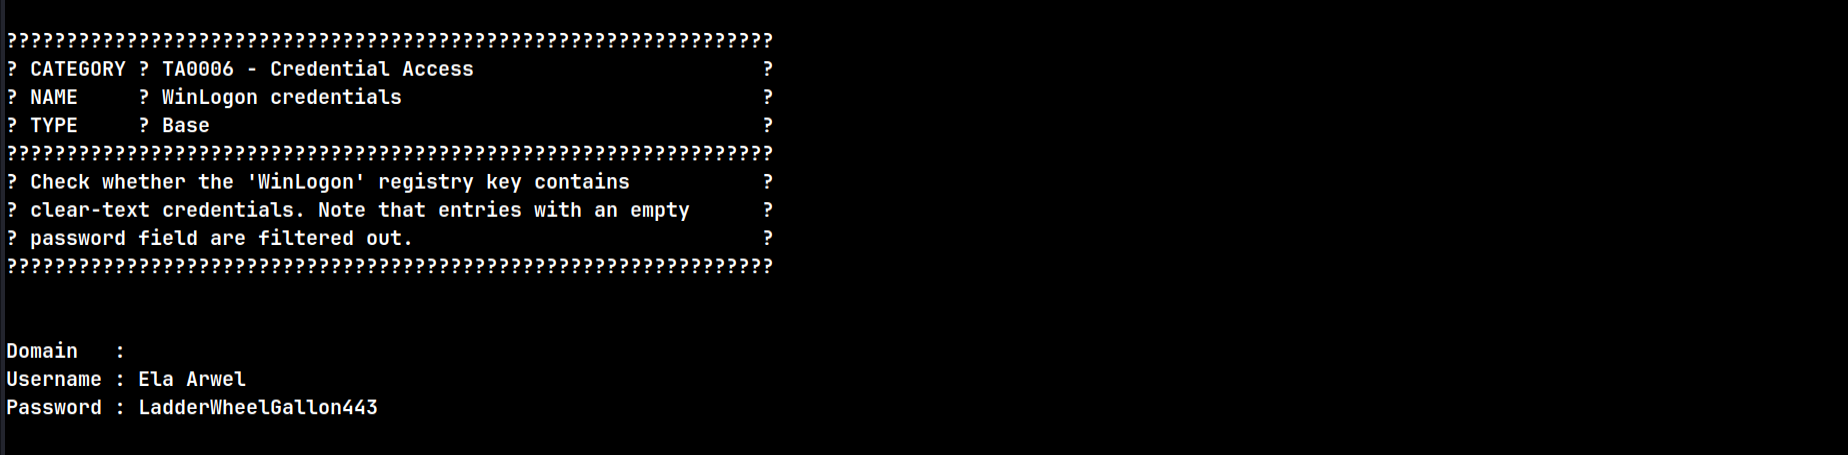 ????????????????????????????????????????????????????????????????
? CATEGORY ? TA0006 - Credential Access                        ?
? NAME     ? WinLogon credentials                              ?
? TYPE     ? Base                                              ?
????????????????????????????????????????????????????????????????
? Check whether the 'WinLogon' registry key contains           ?
? clear-text credentials. Note that entries with an empty      ?
? password field are filtered out.                             ?
????????????????????????????????????????????????????????????????
Domain   :
Username : Ela Arwel
Password : LadderWheelGallon443